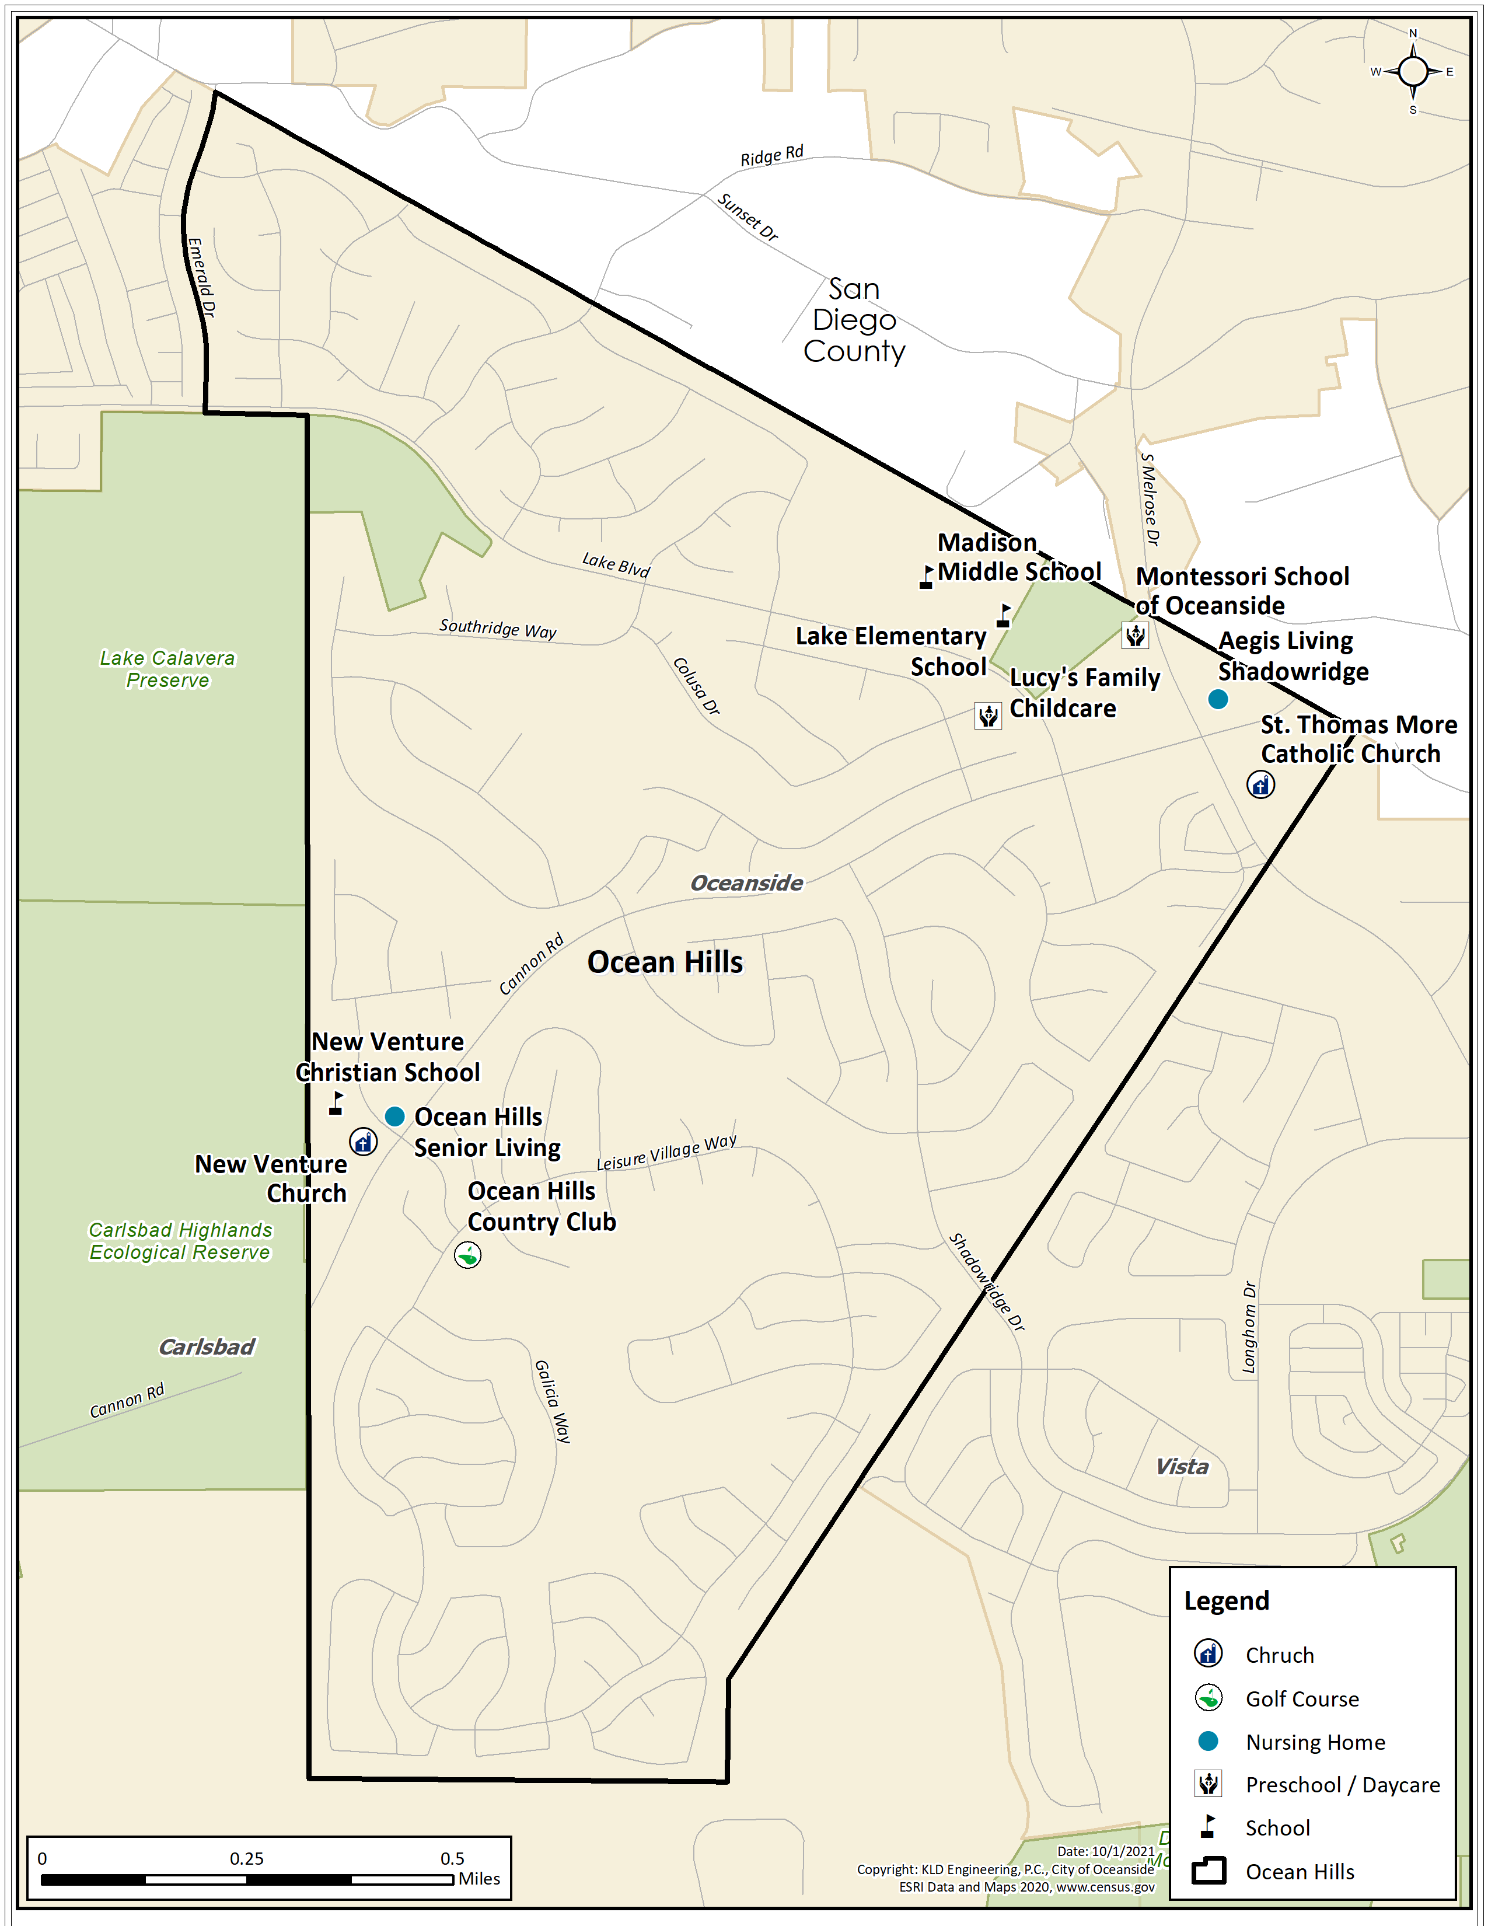 N
W
E
S
Ridge Rd
Sunset Dr
Emerald Dr
San
Diego
County
S Melrose Dr
Madison
Middle School
Lake Blvd
Montessori School
of Oceanside
Southridge Way
Lake Elementary
School
Aegis Living
Shadowridge
Lake Calavera
Preserve
Colusa Dr
Lucy's Family
Childcare
St. Thomas More
Catholic Church
Oceanside
Cannon Rd
Ocean Hills
New Venture
Christian School
Ocean Hills
Senior Living
Leisure Village Way
New Venture
Church
Ocean Hills
Country Club
Carlsbad Highlands
Ecological Reserve
Shadowridge Dr
Longhorn Dr
Carlsbad
Galicia Way
Cannon Rd
Vista
Legend
Chruch
Golf Course
Nursing Home
Preschool / Daycare
School
Ocean Hills
0
0.25
0.5
Miles
Date: 10/1/2021
Copyright: KLD Engineering, P.C., City of Oceanside
ESRI Data and Maps 2020, www.census.gov